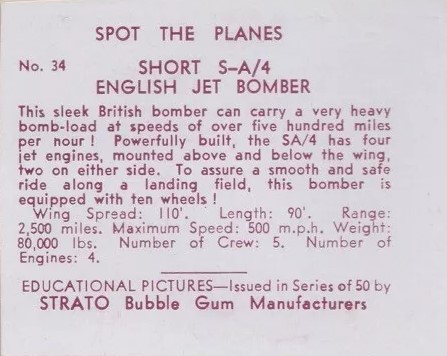 SPOT THE PLANES
No. 34 SHORT S-A/4
ENGLISH JET BOMBER
This sleek British bomber can carry a very heavy
bomb-load at speeds of over five hundred miles
per hour! Powerfully built, the SA/4 has four
jet engines, mounted above and below the wing,
two on either side. To assure a smooth and safe
ride along a landing field, this bomber is
equipped with ten wheels!
Wing Spread: 110'. Length: 90'. Range:
2,500 miles. Maximum Speed: 500 m.p.h. Weight:
80,000 lbs. Number of Crew: 5. Number of
Engines: 4.
EDUCATIONAL PICTURES—Issued in Series of 50 by
STRATO Bubble Gum Manufacturers